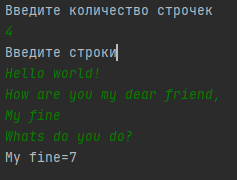 Введите количество строчек
4
Введите строки
Hello world!
How are you my dear friend,
My fine
Whats do you do?
My fine=7